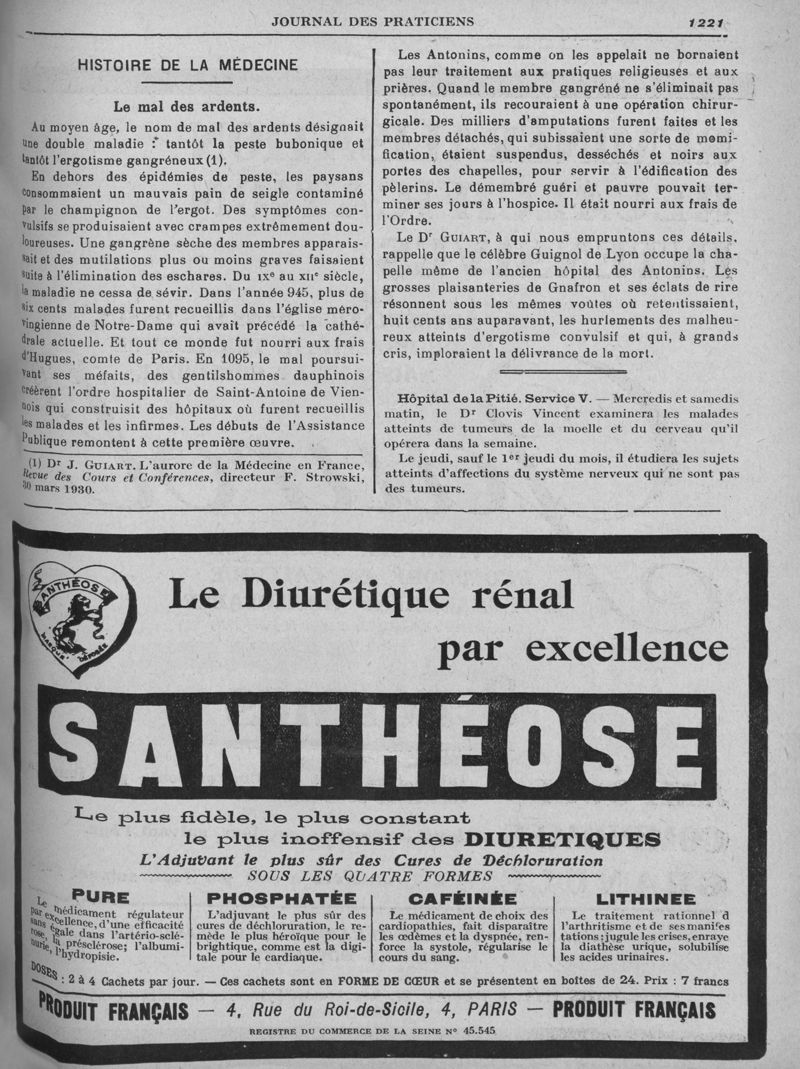 JOURNAL DES PRATICIENS
1221
HISTOIRE DE LA MÉDECINE
Le mal des ardents.
Au moyen âge, le nom de mal des ardents désignait
une double maladie : tantôt la peste bubonique et
tantôt l'ergotisme gangréneux (1).
En dehors des épidémies de peste, les paysans
consommaient un mauvais pain de seigle contaminé
par le champignon de l'ergot. Des symptômes con-
vulsifs se produisaient avec crampes extrêmement dou-
loureuses. Une gangrène sèche des membres apparais-
sait et des mutilations plus ou moins graves faisaient
suite à l'élimination des eschares. Du IXe au XIIe siècle,
la maladie ne cessa de sévir. Dans l'année 945, plus de
six cents malades furent recueillis dans l'église méro-
vingienne de Notre-Dame qui avait précédé la cathé-
drale actuelle. Et tout ce monde fut nourri aux frais
d'Hugues, comte de Paris. En 1095, le mal poursui-
vant ses méfaits, des gentilshommes dauphinois
créèrent l'ordre hospitalier de Saint-Antoine de Vien-
nois qui construisit des hôpitaux où furent recueillis
les malades et les infirmes. Les débuts de l'Assistance
Publique remontent à cette première œuvre.
(1) Dr J. GUIART. L'aurore de la Médecine en France,
Revue des Cours et Conférences, directeur F. Strowski,
30 mars 1930.
Les Antonins, comme on les appelait ne bornaient
pas leur traitement aux pratiques religieuses et aux
prières. Quand le membre gangréné ne s'éliminait pas
spontanément, ils recouraient à une opération chirur-
gicale. Des milliers d'amputations furent faites et les
membres détachés, qui subissaient une sorte de momi-
fication, étaient suspendus, desséchés et noirs aux
portes des chapelles, pour servir à l'édification des
pèlerins. Le démembré guéri et pauvre pouvait ter-
miner ses jours à l'hospice. Il était nourri aux frais de
l'Ordre.
Le Dr GUIART, à qui nous empruntons ces détails,
rappelle que le célèbre Guignol de Lyon occupe la cha-
pelle même de l'ancien hôpital des Antonins. Les
grosses plaisanteries de Gnafron et ses éclats de rire
résonnent sous les mêmes voûtes où retentissaient,
huit cents ans auparavant, les hurlements des malheu-
reux atteints d'ergotisme convulsif et qui, à grands
cris, imploraient la délivrance de la mort.
Hôpital de la Pitié. Service V. — Mercredis et samedis
matin, le Dr Clovis Vincent examinera les malades
atteints de tumeurs de la moelle et du cerveau qu'il
opérera dans la semaine.
Le jeudi, sauf le 1er jeudi du mois, il étudiera les sujets
atteints d'affections du système nerveux qui ne sont pas
des tumeurs.
SANTHÉOSE
MARQUE DÉPOSÉE
Le Diurétique rénal
par excellence
SANTHÉOSE
Le plus fidèle, le plus constant
le plus inoffensif des DIURETIQUES
L'Adjuvant le plus sûr des Cures de Déchloruration
SOUS LES QUATRE FORMES
PURE
Le médicament régulateur
par excellence, d'une efficacité
sans égale dans l'artério-sclé-
rose, la présclérose; l'albumi-
nurie, l'hydropisie.
PHOSPHATÉE
L'adjuvant le plus sûr des
cures de déchloruration, le re-
mède le plus héroïque pour le
brightique, comme est la digi-
tale pour le cardiaque.
CAFÉINÉE
Le médicament de choix des
cardiopathies, fait disparaître
les œdèmes et la dyspnée, ren-
force la systole, régularise le
cours du sang.
LITHINEE
Le traitement rationnel d
l'arthritisme et de ses manifes
tations ; jugule les crises, enraye
la diathèse urique, solubilise
les acides urinaires.
DOSES : 2 à 4 Cachets par jour. — Ces cachets sont en FORME DE CŒUR et se présentent en boîtes de 24. Prix : 7 francs
PRODUIT FRANÇAIS — 4, Rue du Roi-de-Sicile, 4, PARIS — PRODUIT FRANÇAIS
REGISTRE DU COMMERCE DE LA SEINE N° 45.545